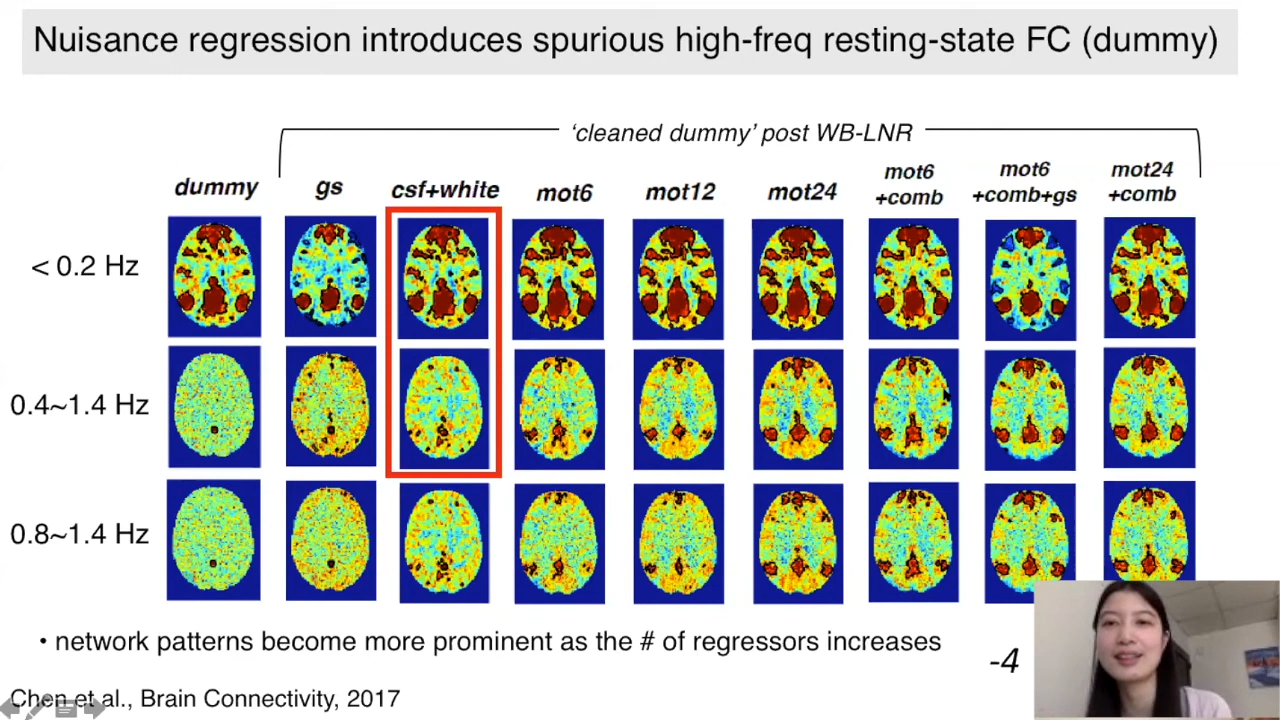 Nuisance regression introduces spurious high-freq resting-state FC (dummy)
‘cleaned dummy’ post WB-LNR
dummy gs csf+white mot6 mot12 mot24 mot6 +comb mot6 +comb+gs mot24 +comb
< 0.2 Hz
0.4~1.4 Hz
0.8~1.4 Hz
• network patterns become more prominent as the # of regressors increases
-4
Chen et al., Brain Connectivity, 2017